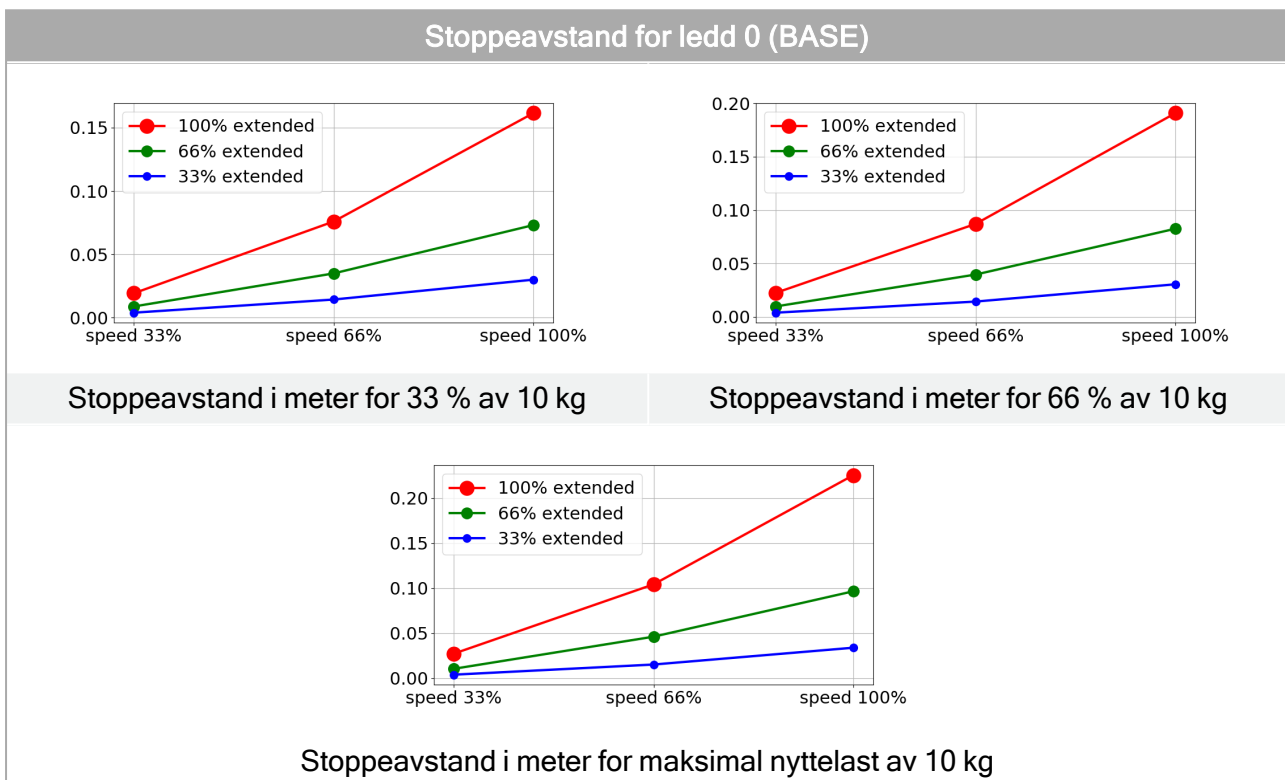 Stoppeavstand for ledd 0 (BASE)
0.15
0.10
0.05
0.00
100% extended
66% extended
33% extended
speed 33% speed 66% speed 100%
Stoppeavstand i meter for 33 % av 10 kg
0.20
0.15
0.10
0.05
0.00
100% extended
66% extended
33% extended
speed 33% speed 66% speed 100%
Stoppeavstand i meter for 66 % av 10 kg
0.20
0.15
0.10
0.05
0.00
100% extended
66% extended
33% extended
speed 33% speed 66% speed 100%
Stoppeavstand i meter for maksimal nyttelast av 10 kg